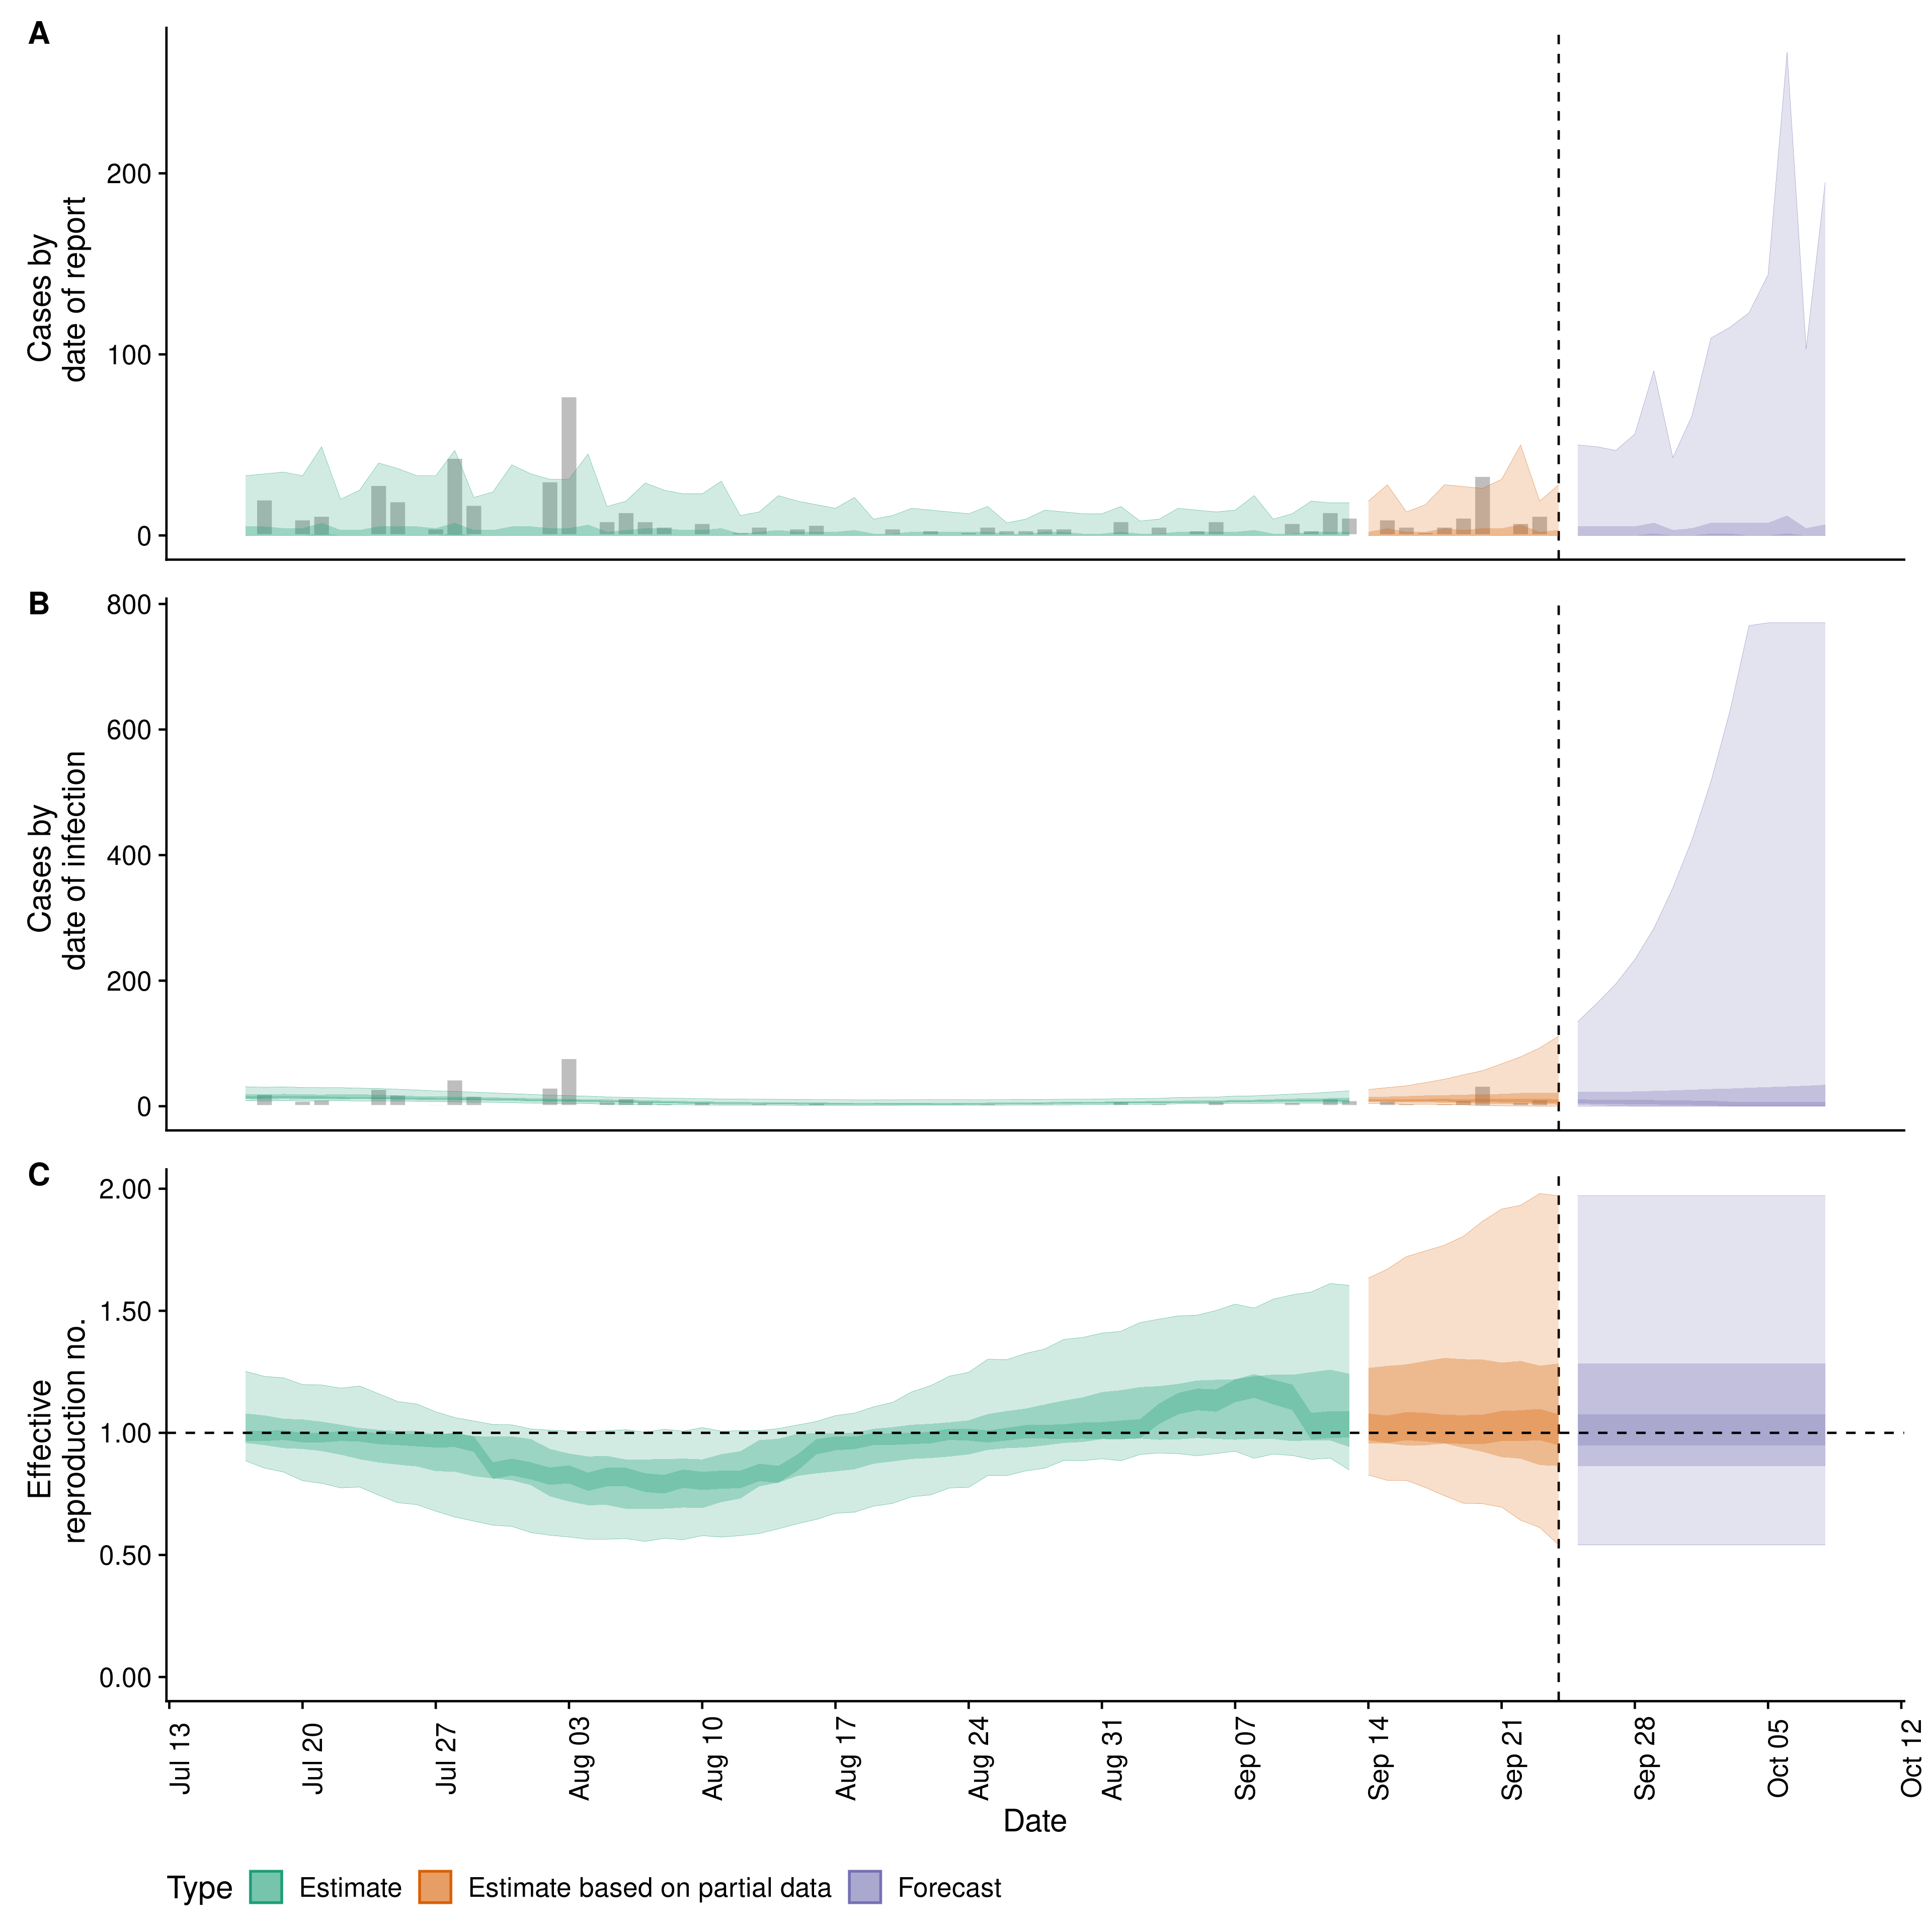 A
Cases by
date of report
200
100
0
B
Cases by
date of infection
800
600
400
200
0
C
Effective
reproduction no.
2.00
1.50
1.00
0.50
0.00
Jul 13
Jul 20
Jul 27
Aug 03
Aug 10
Aug 17
Aug 24
Aug 31
Sep 07
Sep 14
Sep 21
Sep 28
Oct 05
Oct 12
Date
Type Estimate Estimate based on partial data Forecast